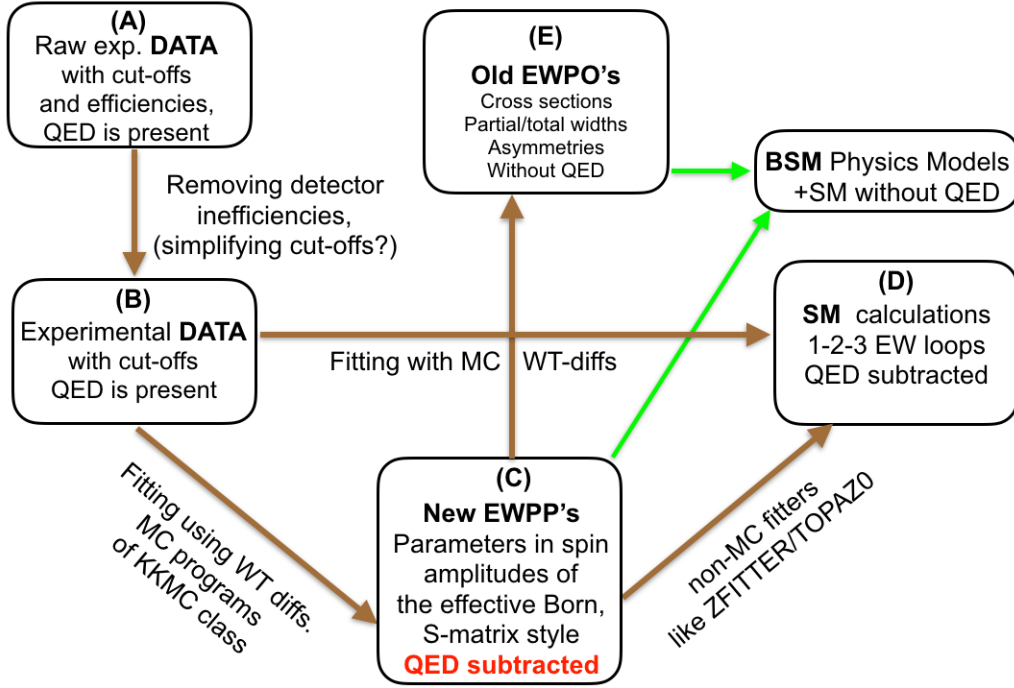 (A)
Raw exp. DATA
with cut-offs
and efficiencies,
QED is present
(E)
Old EWPO's
Cross sections
Partial/total widths
Asymmetries
Without QED
BSM Physics Models
+SM without QED
Removing detector
inefficiencies,
(simplifying cut-offs?)
(B)
Experimental DATA
with cut-offs
QED is present
Fitting with MC WT-diffs
(D)
SM calculations
1-2-3 EW loops
QED subtracted
Fitting using WT diffs.
MC programs
of KKMC class
(C)
New EWPP's
Parameters in spin
amplitudes of
the effective Born,
S-matrix style
QED subtracted
non-MC fitters
like ZFITTER/TOPAZ0